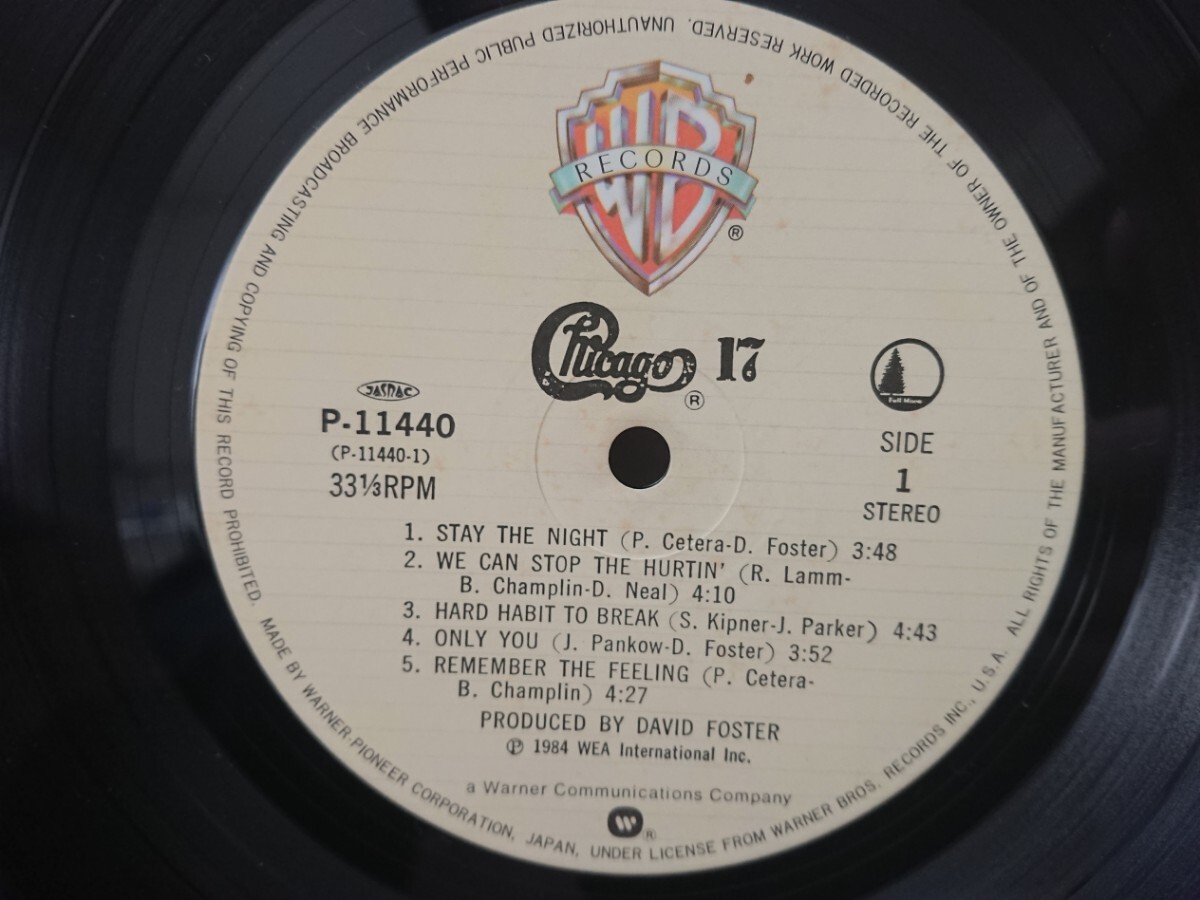 WB
RECORDS
®
Chicago 17
®
JASRAC
P-11440
(P-11440-1)
33⅓RPM
Full Moon
SIDE
1
STEREO
1. STAY THE NIGHT (P. Cetera-D. Foster) 3:48
2. WE CAN STOP THE HURTIN' (R. Lamm-
B. Champlin-D. Neal) 4:10
3. HARD HABIT TO BREAK (S. Kipner-J. Parker) 4:43
4. ONLY YOU (J. Pankow-D. Foster) 3:52
5. REMEMBER THE FEELING (P. Cetera-
B. Champlin) 4:27
PRODUCED BY DAVID FOSTER
℗ 1984 WEA International Inc.
a Warner Communications Company
®
MADE BY WARNER-PIONEER CORPORATION, JAPAN, UNDER LICENSE FROM WARNER BROS. RECORDS INC., U.S.A. ALL RIGHTS OF THE MANUFACTURER AND OF THE OWNER OF THE RECORDED WORK RESERVED. UNAUTHORIZED PUBLIC PERFORMANCE BROADCASTING AND COPYING OF THIS RECORD PROHIBITED.